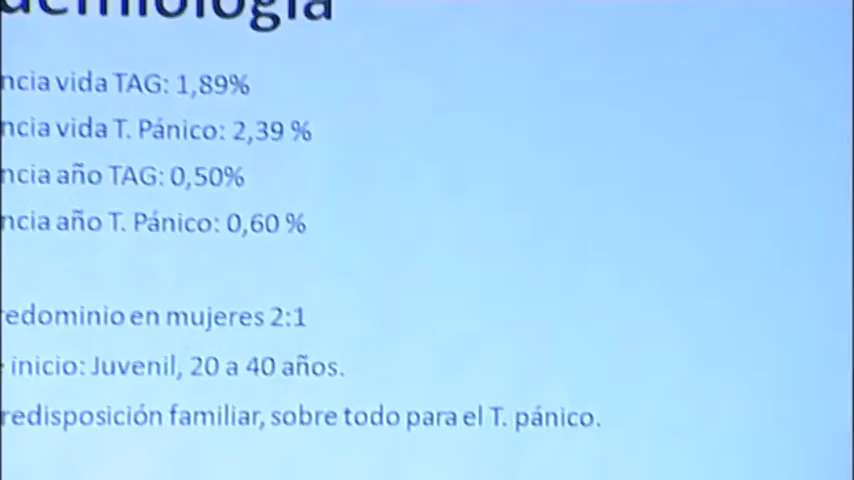 demiología
ncia vida TAG: 1,89%
ncia vida T. Pánico: 2,39 %
ncia año TAG: 0,50%
ncia año T. Pánico: 0,60 %
redominio en mujeres 2:1
inicio: Juvenil, 20 a 40 años.
redisposición familiar, sobre todo para el T. pánico.